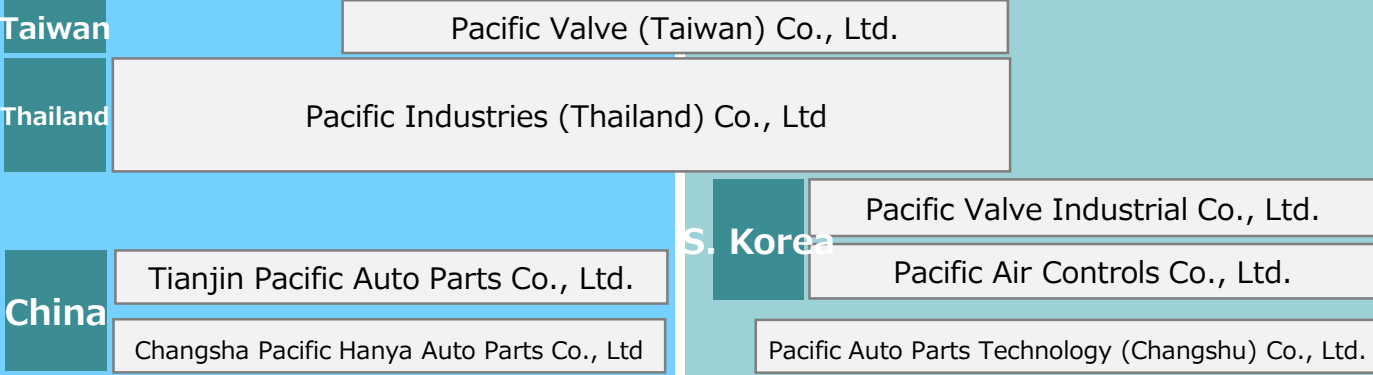 Taiwan
Pacific Valve (Taiwan) Co., Ltd.
Thailand
Pacific Industries (Thailand) Co., Ltd
S. Korea
Pacific Valve Industrial Co., Ltd.
Pacific Air Controls Co., Ltd.
China
Tianjin Pacific Auto Parts Co., Ltd.
Changsha Pacific Hanya Auto Parts Co., Ltd
Pacific Auto Parts Technology (Changshu) Co., Ltd.